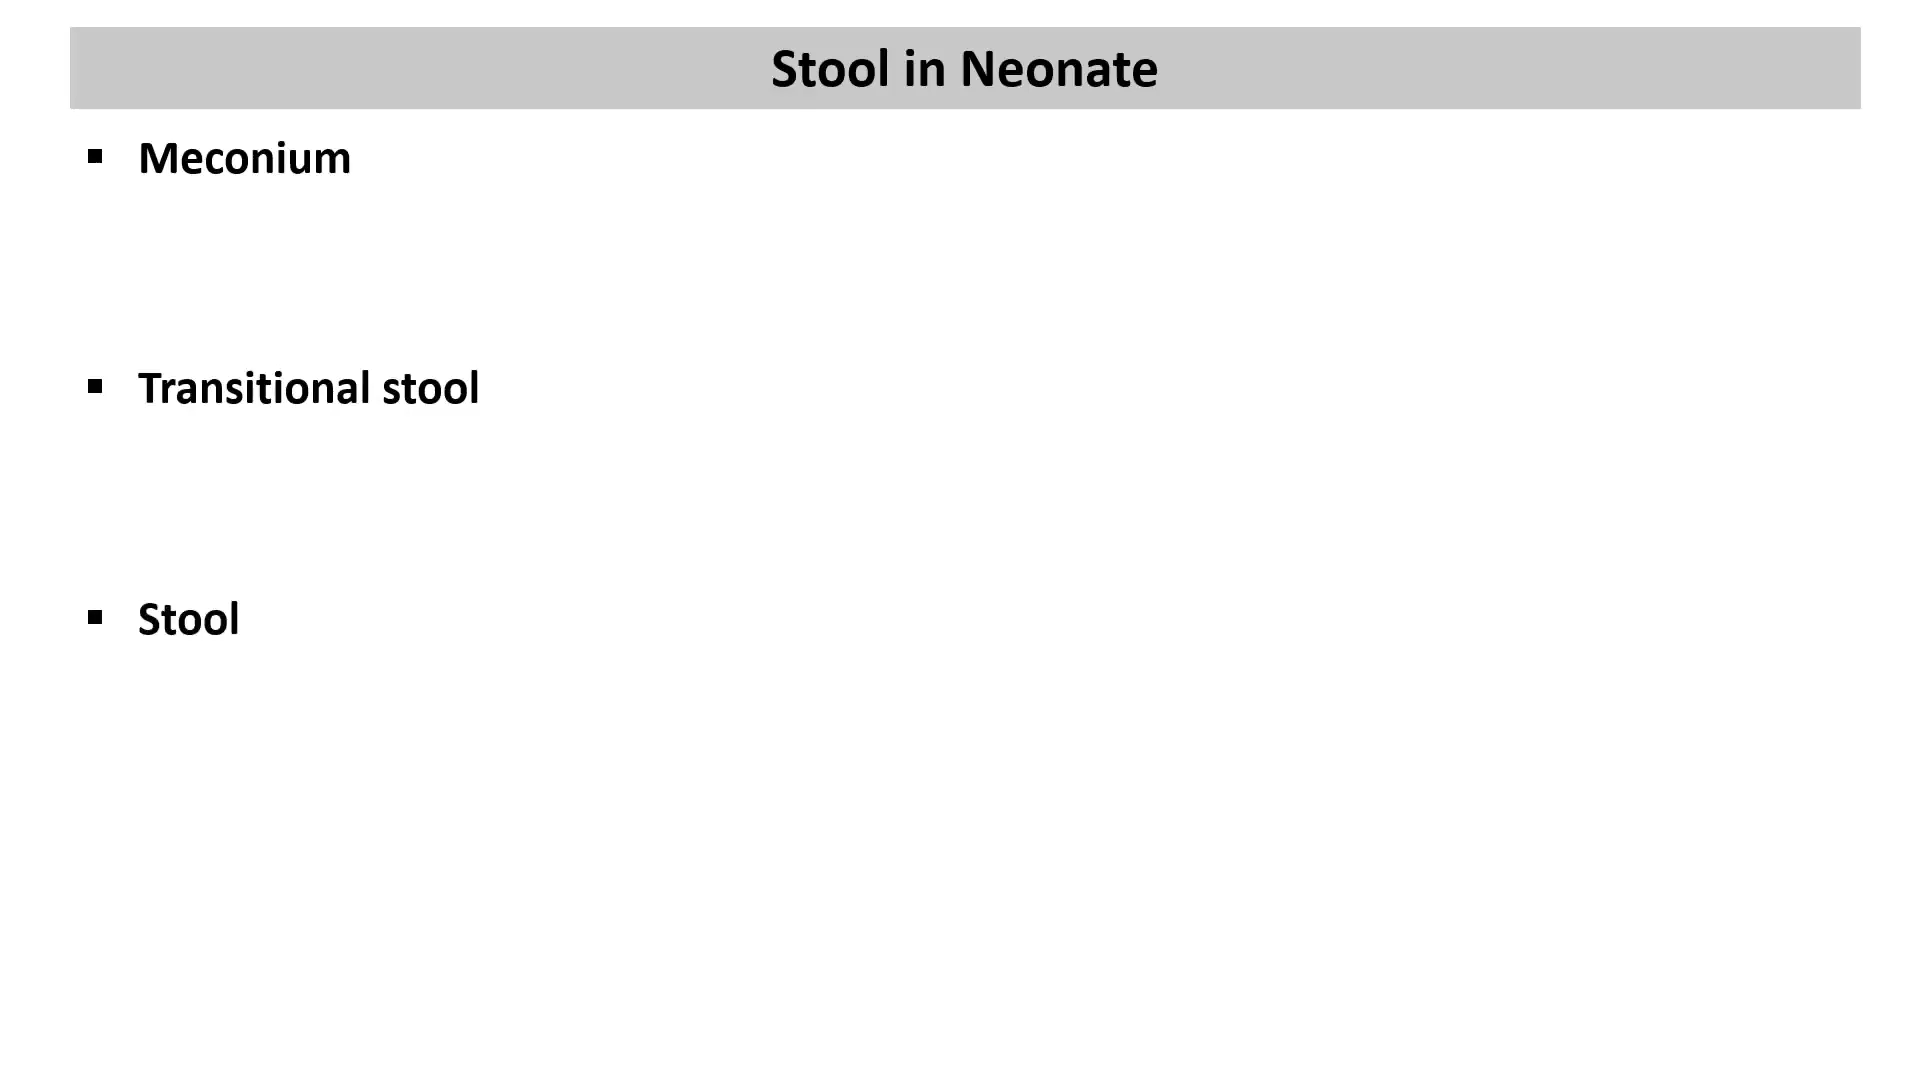 Stool in Neonate
▪ Meconium
▪ Transitional stool
▪ Stool